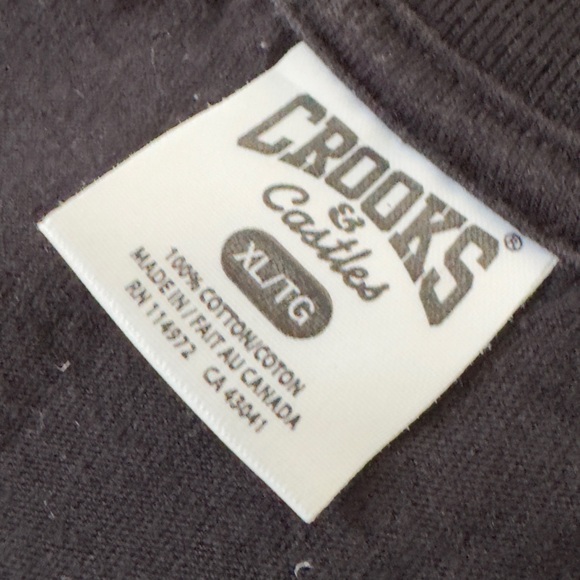 CROOKS®
&
Castles
XL/TG
100% COTTON/COTON
MADE IN / FAIT AU CANADA
RN 114972 CA 43041